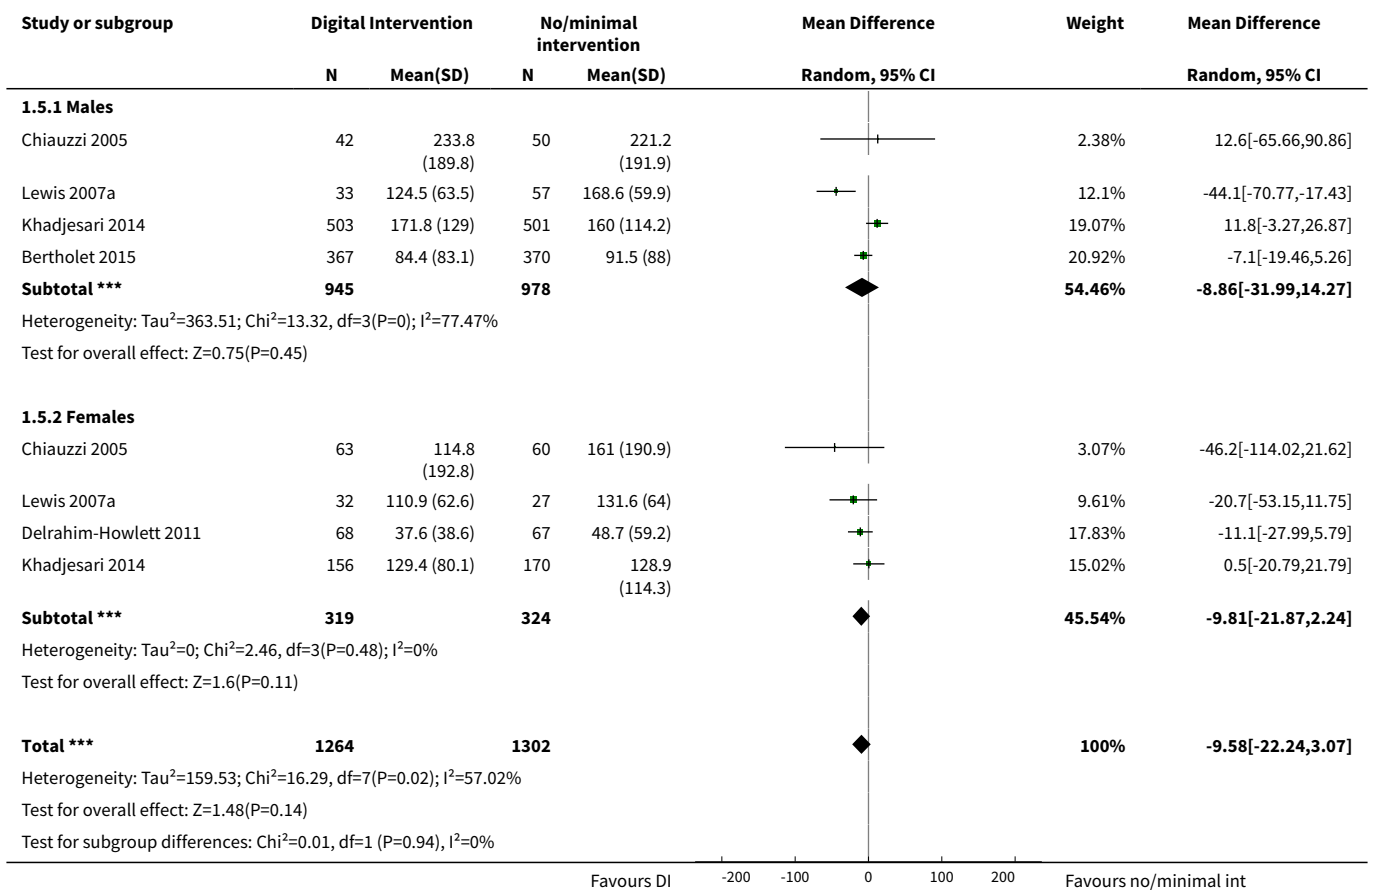 Study or subgroup Digital Intervention No/minimal intervention Mean Difference Weight Mean Difference
N Mean(SD) N Mean(SD) Random, 95% CI Random, 95% CI
1.5.1 Males
Chiauzzi 2005 42 233.8 (189.8) 50 221.2 (191.9) 2.38% 12.6[-65.66,90.86]
Lewis 2007a 33 124.5 (63.5) 57 168.6 (59.9) 12.1% -44.1[-70.77,-17.43]
Khadjesari 2014 503 171.8 (129) 501 160 (114.2) 19.07% 11.8[-3.27,26.87]
Bertholet 2015 367 84.4 (83.1) 370 91.5 (88) 20.92% -7.1[-19.46,5.26]
Subtotal *** 945 978 54.46% -8.86[-31.99,14.27]
Heterogeneity: Tau²=363.51; Chi²=13.32, df=3(P=0); I²=77.47%
Test for overall effect: Z=0.75(P=0.45)
1.5.2 Females
Chiauzzi 2005 63 114.8 (192.8) 60 161 (190.9) 3.07% -46.2[-114.02,21.62]
Lewis 2007a 32 110.9 (62.6) 27 131.6 (64) 9.61% -20.7[-53.15,11.75]
Delrahim-Howlett 2011 68 37.6 (38.6) 67 48.7 (59.2) 17.83% -11.1[-27.99,5.79]
Khadjesari 2014 156 129.4 (80.1) 170 128.9 (114.3) 15.02% 0.5[-20.79,21.79]
Subtotal *** 319 324 45.54% -9.81[-21.87,2.24]
Heterogeneity: Tau²=0; Chi²=2.46, df=3(P=0.48); I²=0%
Test for overall effect: Z=1.6(P=0.11)
Total *** 1264 1302 100% -9.58[-22.24,3.07]
Heterogeneity: Tau²=159.53; Chi²=16.29, df=7(P=0.02); I²=57.02%
Test for overall effect: Z=1.48(P=0.14)
Test for subgroup differences: Chi²=0.01, df=1 (P=0.94), I²=0%
Favours DI -200 -100 0 100 200 Favours no/minimal int